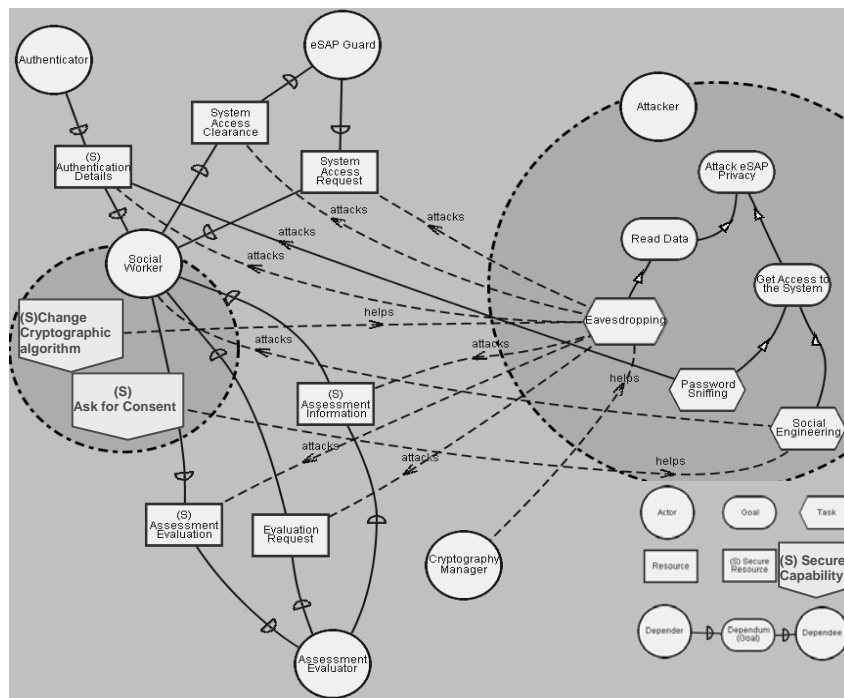 Authenticator
eSAP Guard
System
Access
Clearance
Attacker
(S)
Authentication
Details
System
Access
Request
Attack eSAP
Privacy
attacks
attacks
attacks
attacks
Read Data
Social
Worker
Get Access to
the System
(S)Change
Cryptographic
algorithm
helps
Eavesdropping
attacks
helps
(S)
Ask for Consent
(S)
Assessment
Information
Password
Sniffing
Social
Engineering
attacks
attacks
helps
(S)
Assessment
Evaluation
Evaluation
Request
Cryptography
Manager
Actor
Goal
Task
Resource
(S) Secure
Resource
(S) Secure
Capability
Depender
Dependum
(Goal)
Dependee
Assessment
Evaluator